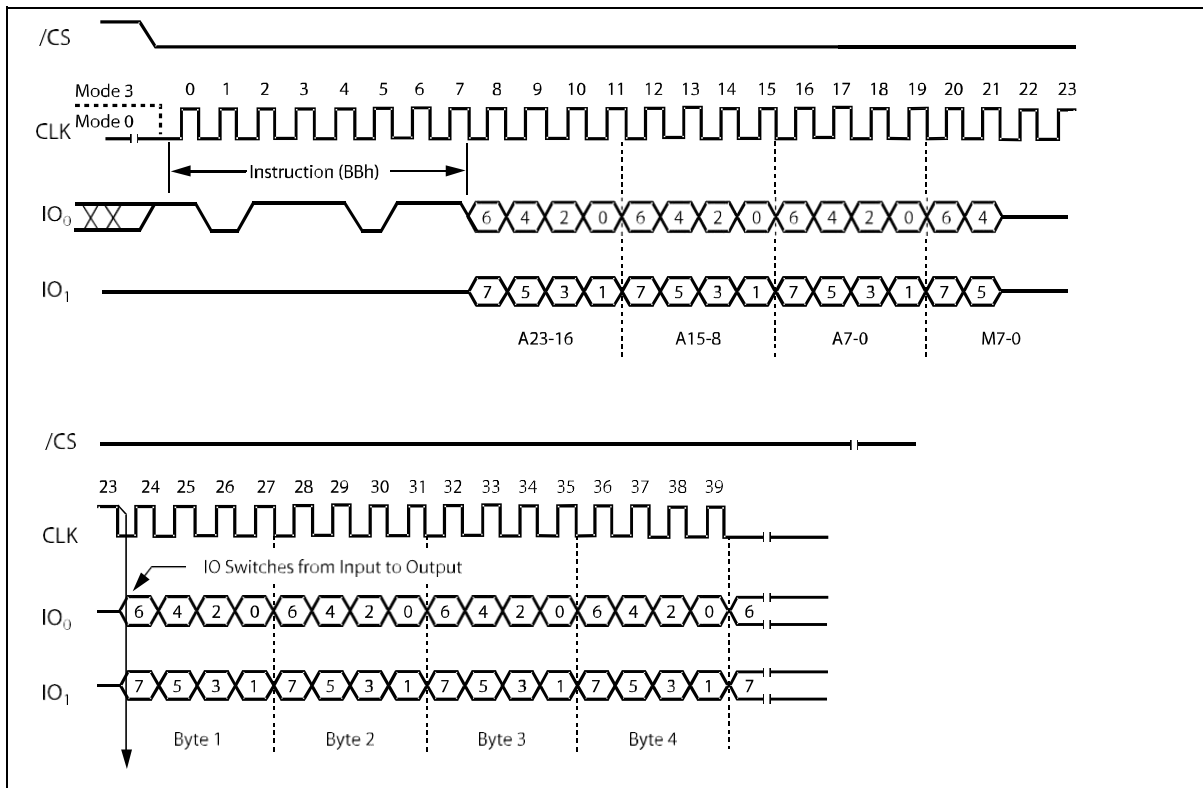 /CS
Mode 3
0 1 2 3 4 5 6 7 8 9 10 11 12 13 14 15 16 17 18 19 20 21 22 23
Mode 0
CLK
Instruction (BBh)
IO0
6 4 2 0 6 4 2 0 6 4 2 0 6 4
IO1
7 5 3 1 7 5 3 1 7 5 3 1 7 5
A23-16 A15-8 A7-0 M7-0
/CS
23 24 25 26 27 28 29 30 31 32 33 34 35 36 37 38 39
CLK
IO Switches from Input to Output
IO0
6 4 2 0 6 4 2 0 6 4 2 0 6 4 2 0 6
IO1
7 5 3 1 7 5 3 1 7 5 3 1 7 5 3 1 7
Byte 1 Byte 2 Byte 3 Byte 4